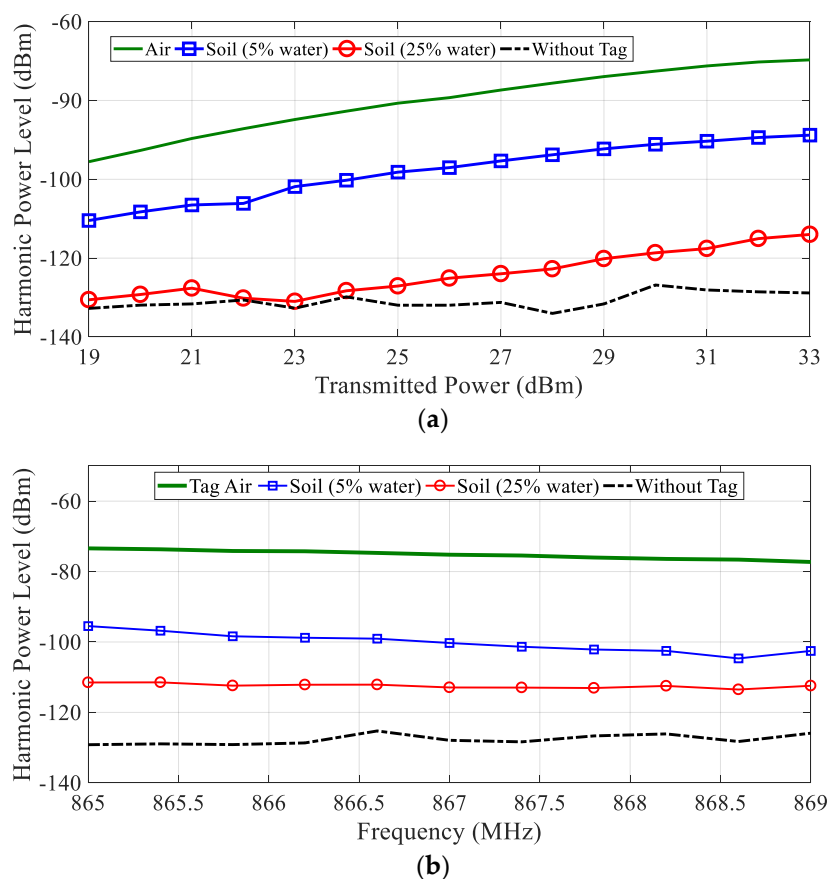 -60
Air Soil (5% water) Soil (25% water) Without Tag
-90
-100
-120
-140
Harmonic Power Level (dBm)
19 21 23 25 27 29 31 33
Transmitted Power (dBm)
(a)
Tag Air Soil (5% water) Soil (25% water) Without Tag
-60
-80
-100
-120
-140
Harmonic Power Level (dBm)
865 865.5 866 866.5 867 867.5 868 868.5 869
Frequency (MHz)
(b)